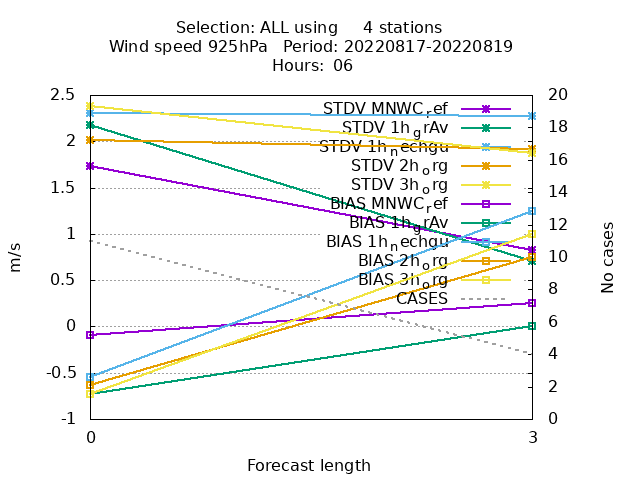 Selection: ALL using 4 stations
Wind speed 925hPa Period: 20220817-20220819
Hours: 06
2.5
2
1.5
1
0.5
0
-0.5
-1
20
18
16
14
12
10
8
6
4
2
0
STDV MNWC_ref
STDV 1h_grAv
STDV 1h_nechgu
STDV 2h_org
STDV 3h_org
BIAS MNWC_ref
BIAS 1h_grAv
BIAS 1h_nechgu
BIAS 2h_org
BIAS 3h_org
CASES
m/s
No cases
0 3
Forecast length